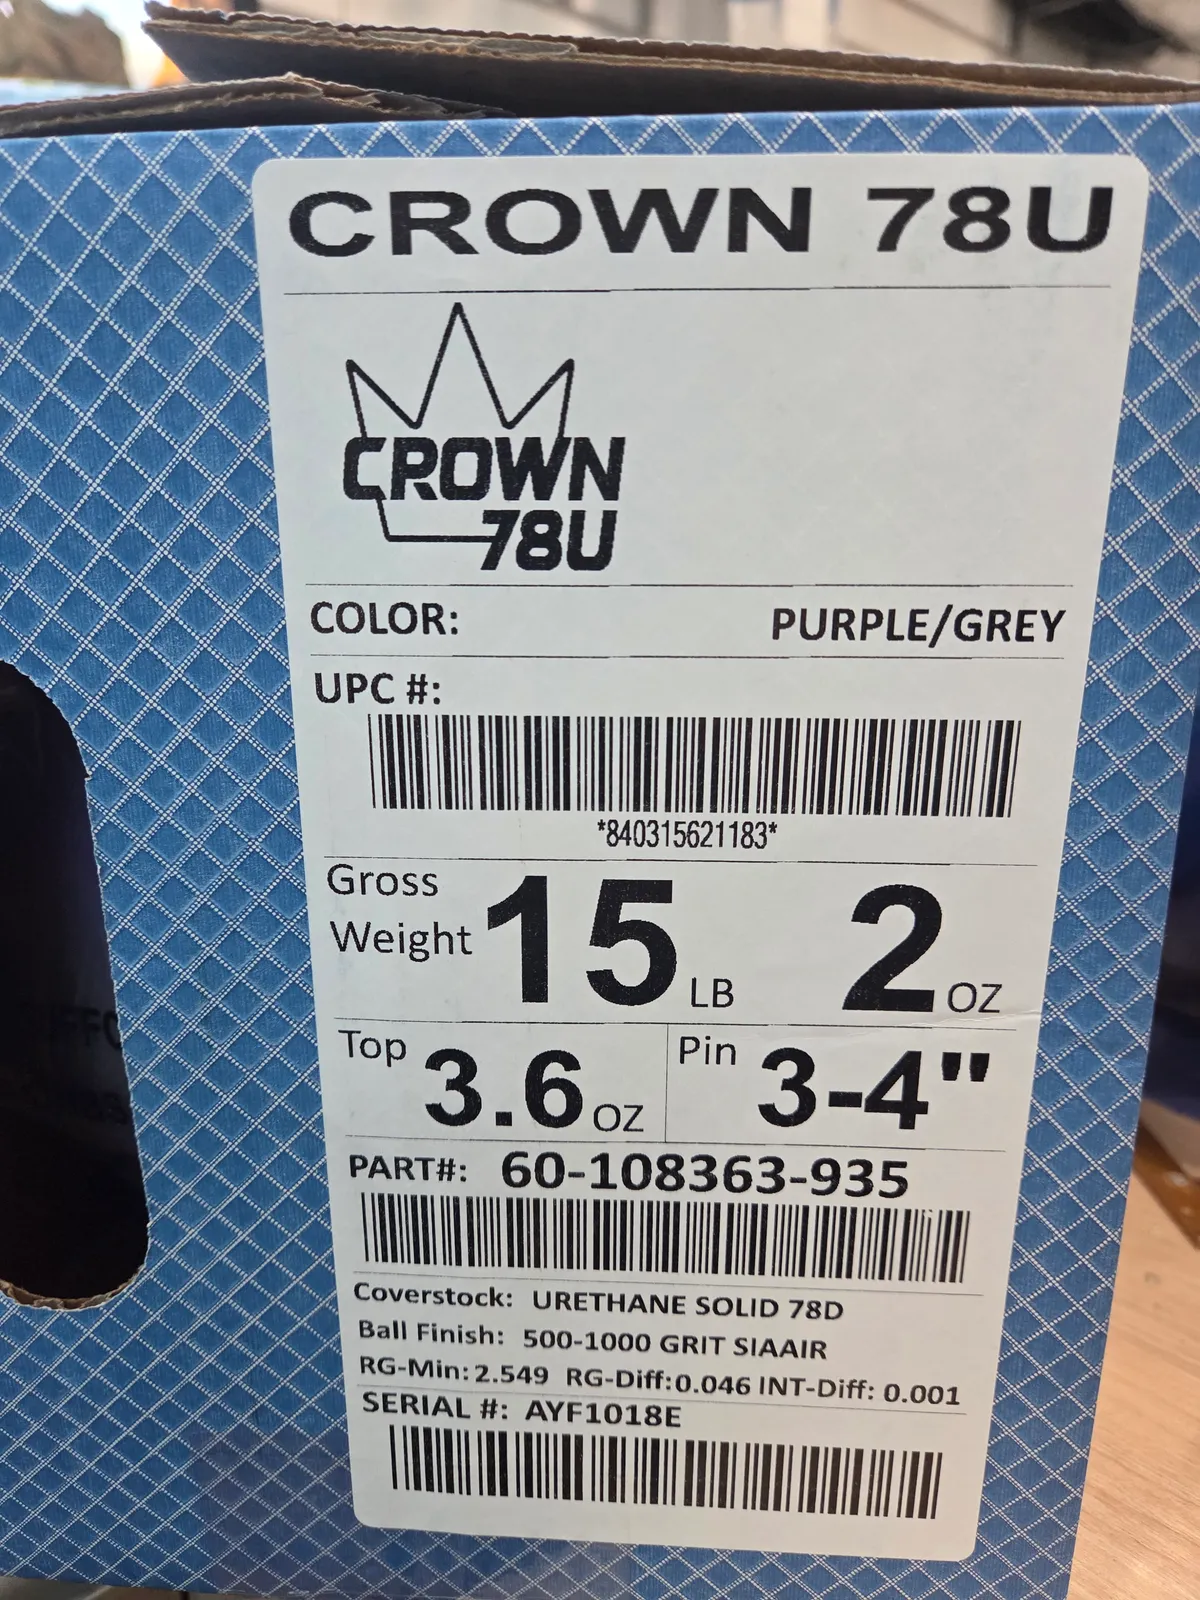 CROWN 78U
CROWN
78U
COLOR: PURPLE/GREY
UPC #:
*840315621183*
Gross Weight 15 LB 2 OZ
Top 3.6 OZ Pin 3-4"
PART#: 60-108363-935
Coverstock: URETHANE SOLID 78D
Ball Finish: 500-1000 GRIT SIAAIR
RG-Min: 2.549 RG-Diff: 0.046 INT-Diff: 0.001
SERIAL #: AYF1018E